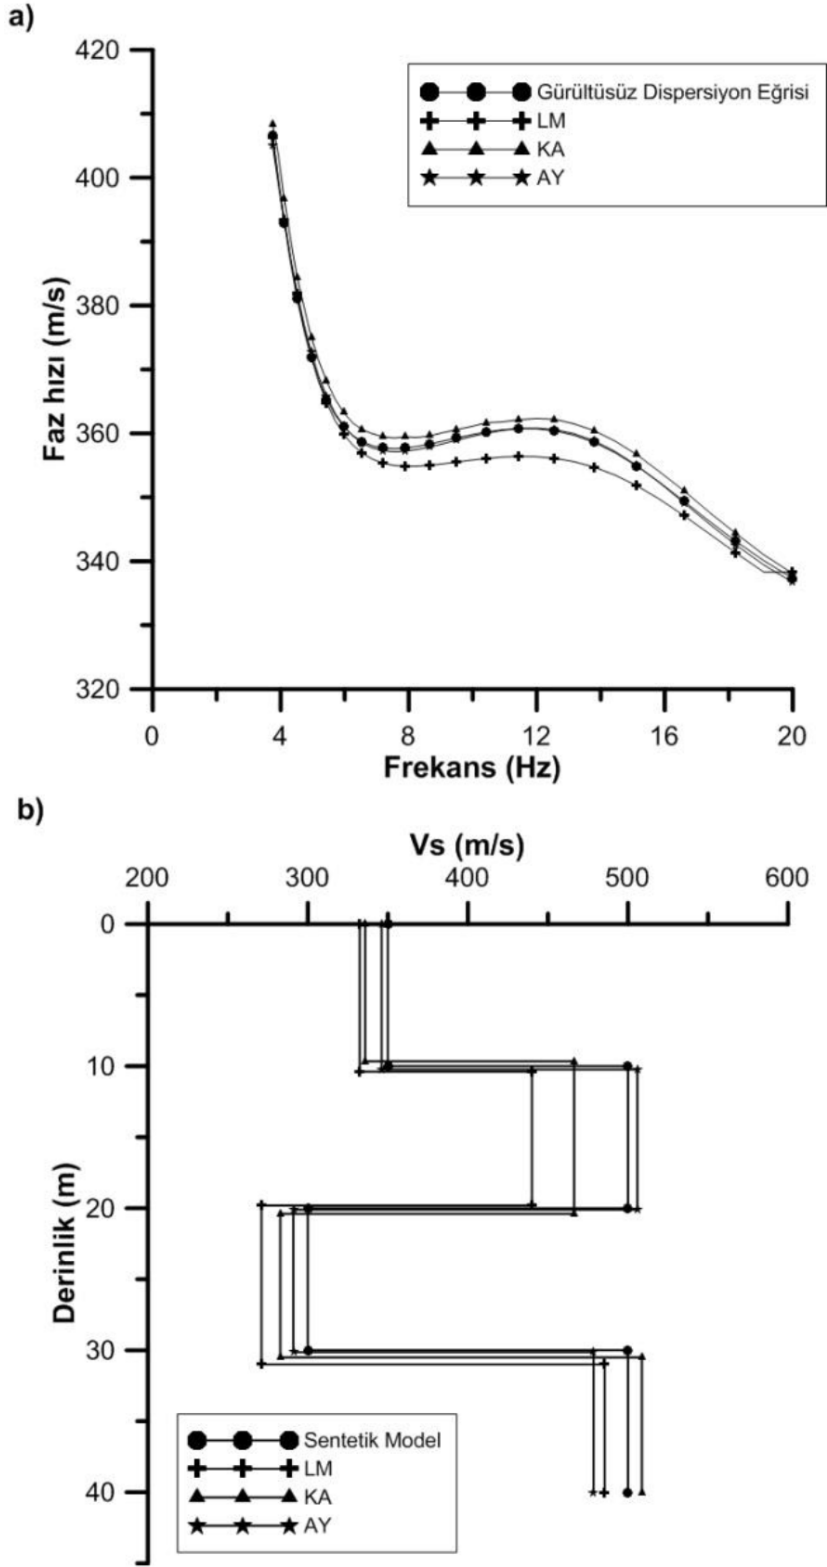 a)
420
400
380
360
340
320
Faz hızı (m/s)
Gürültüsüz Dispersiyon Eğrisi
LM
KA
AY
0 4 8 12 16 20
Frekans (Hz)
b)
Vs (m/s)
200 300 400 500 600
0
10
20
30
40
Derinlik (m)
Sentetik Model
LM
KA
AY